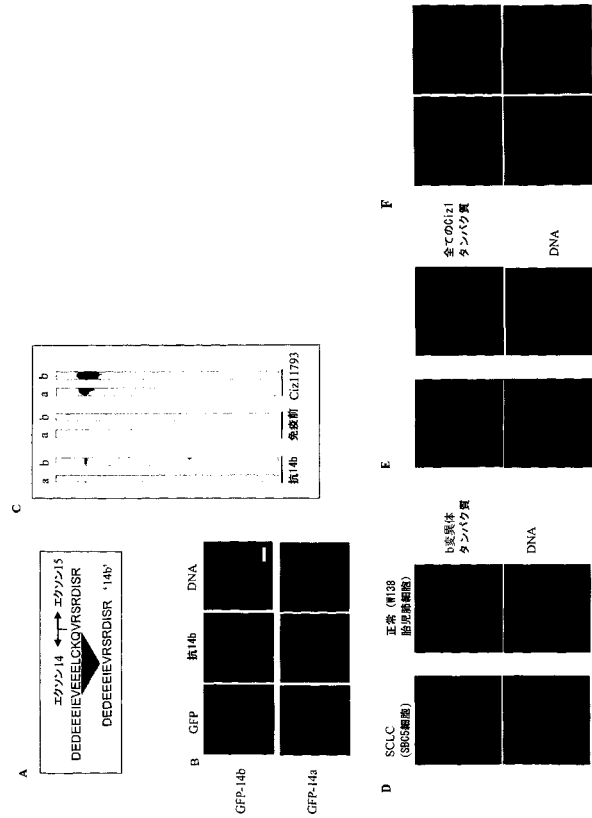 A
エクソン14 エクソン15
DEDEEEIEVEEELCKQVRSRDISR
DEDEEEIEVRSRDISR '14b'
B
GFP 抗14b DNA
GFP-14b
GFP-14a
C
a b a b a b
抗14b 免疫前 Ciz11793
D
SCLC
(SBC5細胞)
正常 (W138
胎児肺細胞)
b変異体
タンパク質
DNA
E
全てのCiz1
タンパク質
DNA
F